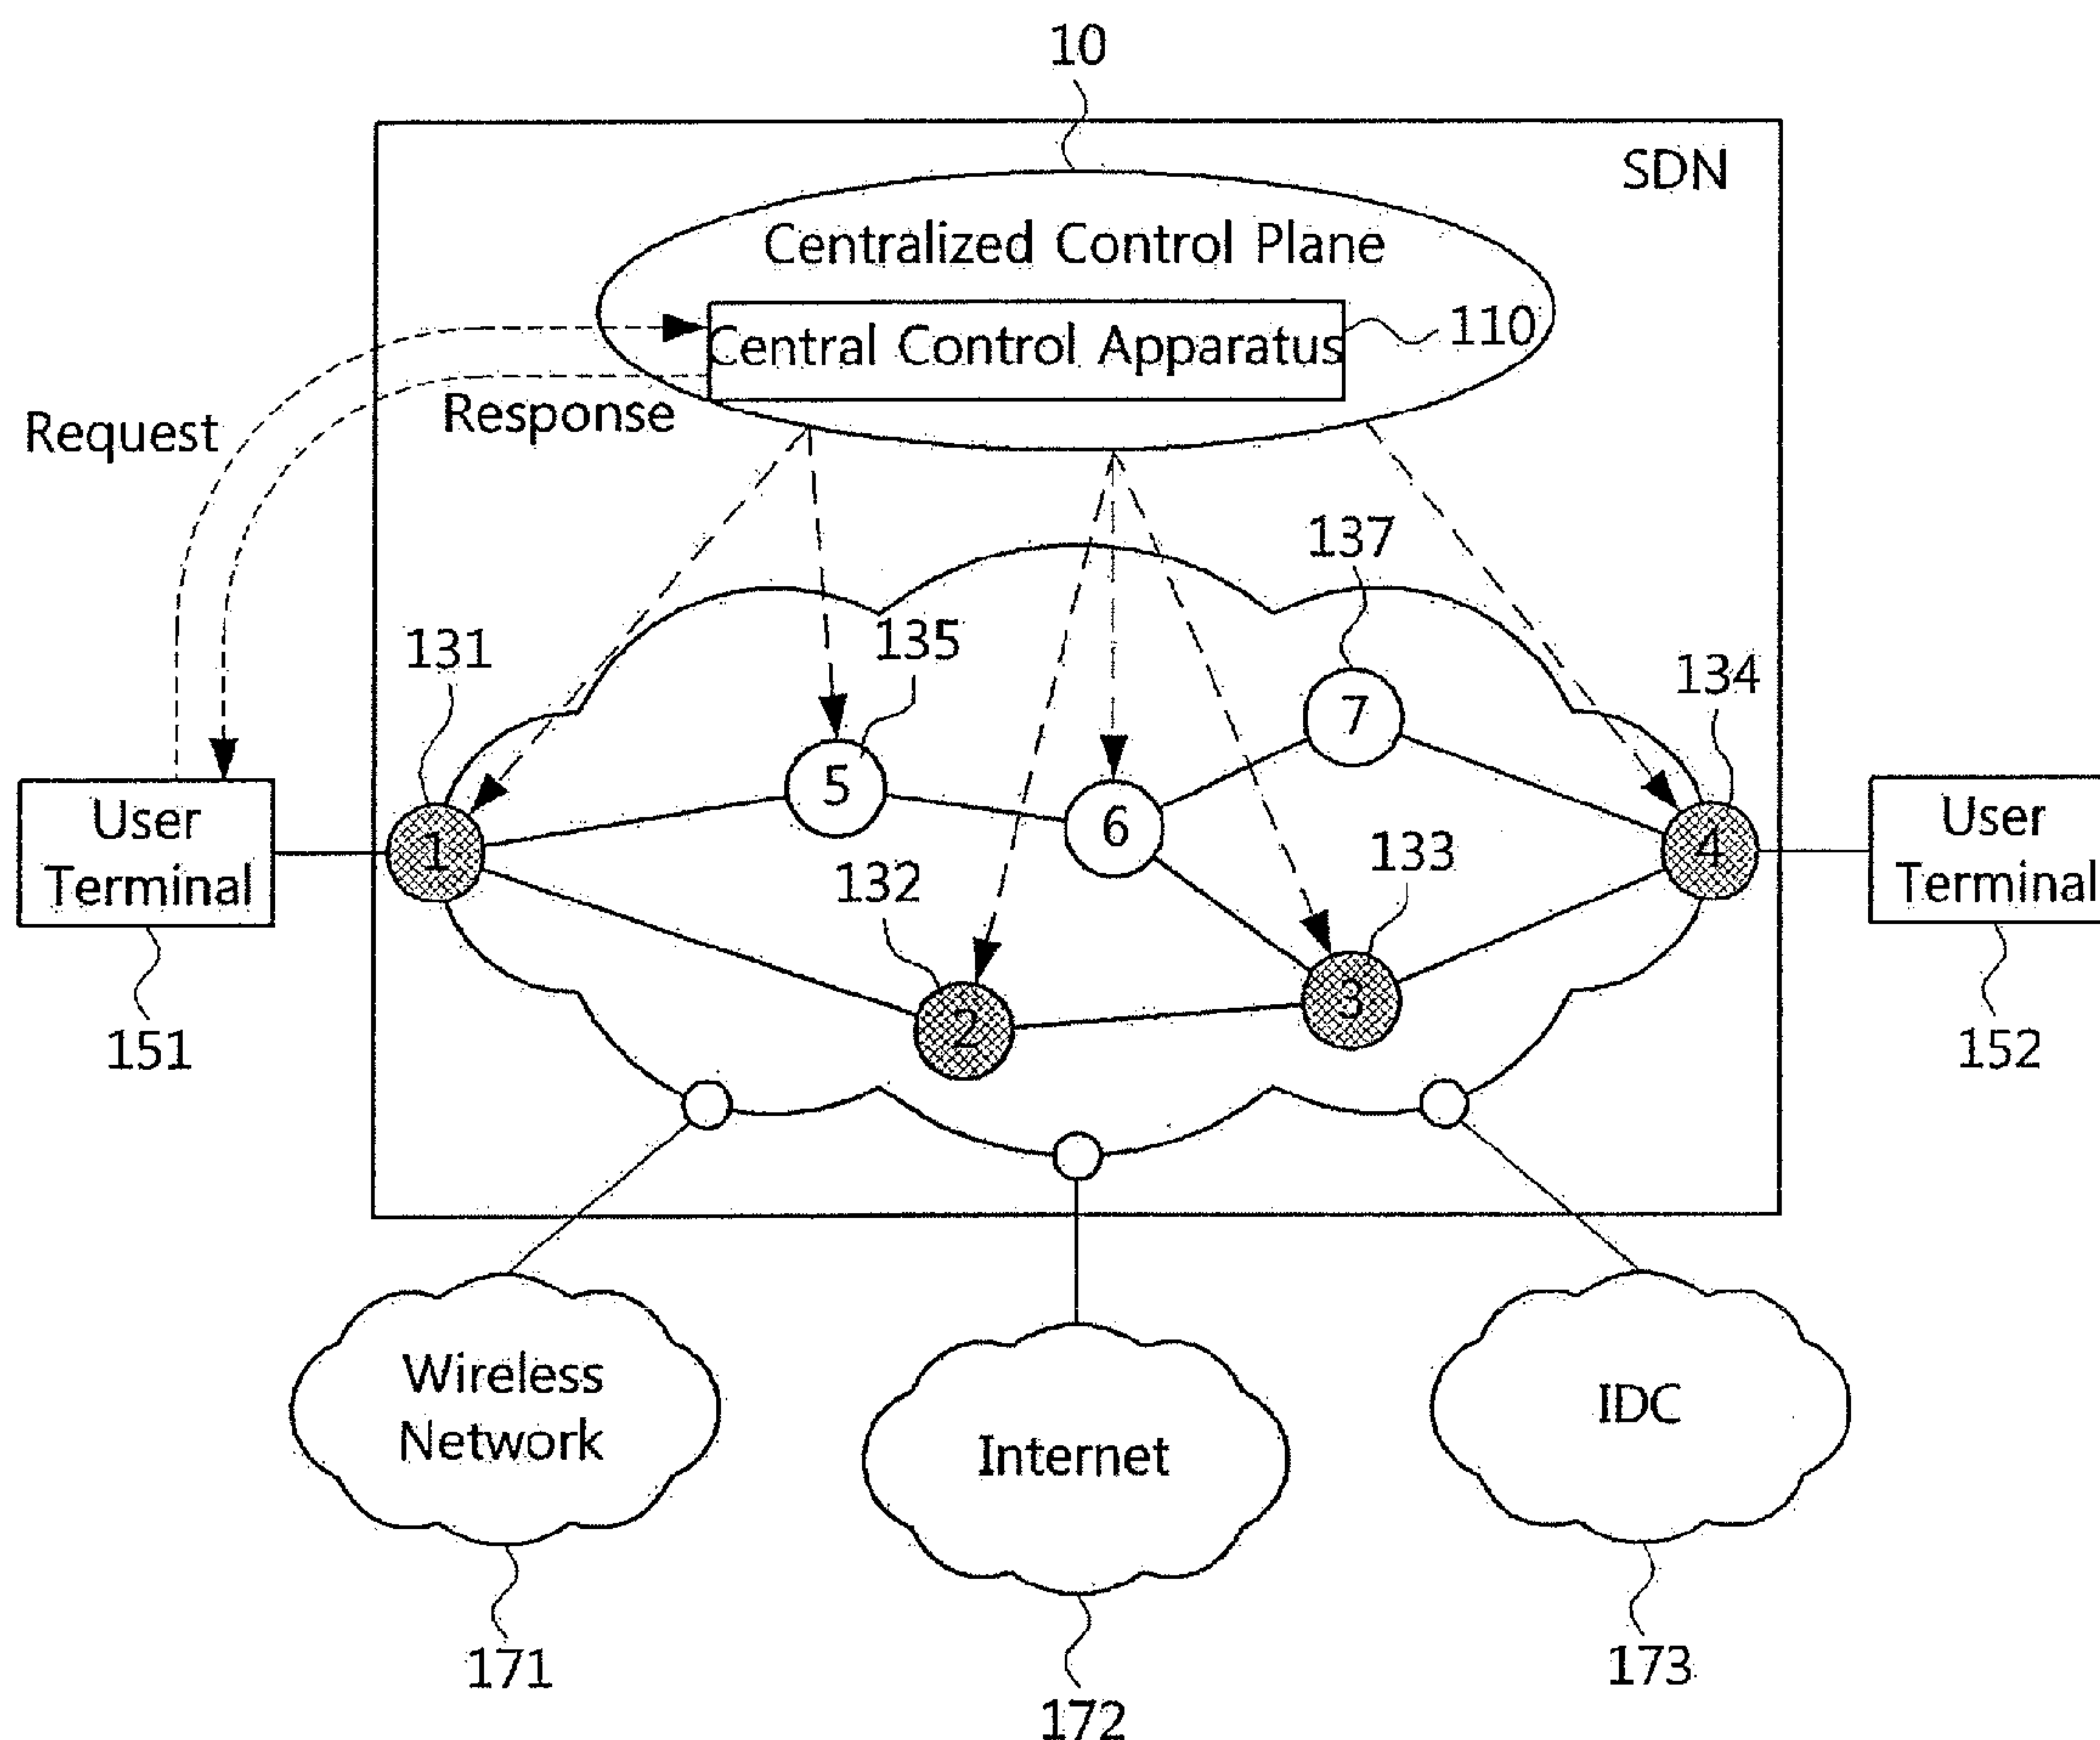 10
SDN
Centralized Control Plane
Central Control Apparatus
110
Request
Response
137
131
135
134
7
5
6
User
Terminal
1
4
User
Terminal
132
133
2
3
151
152
Wireless
Network
Internet
IDC
171
172
173